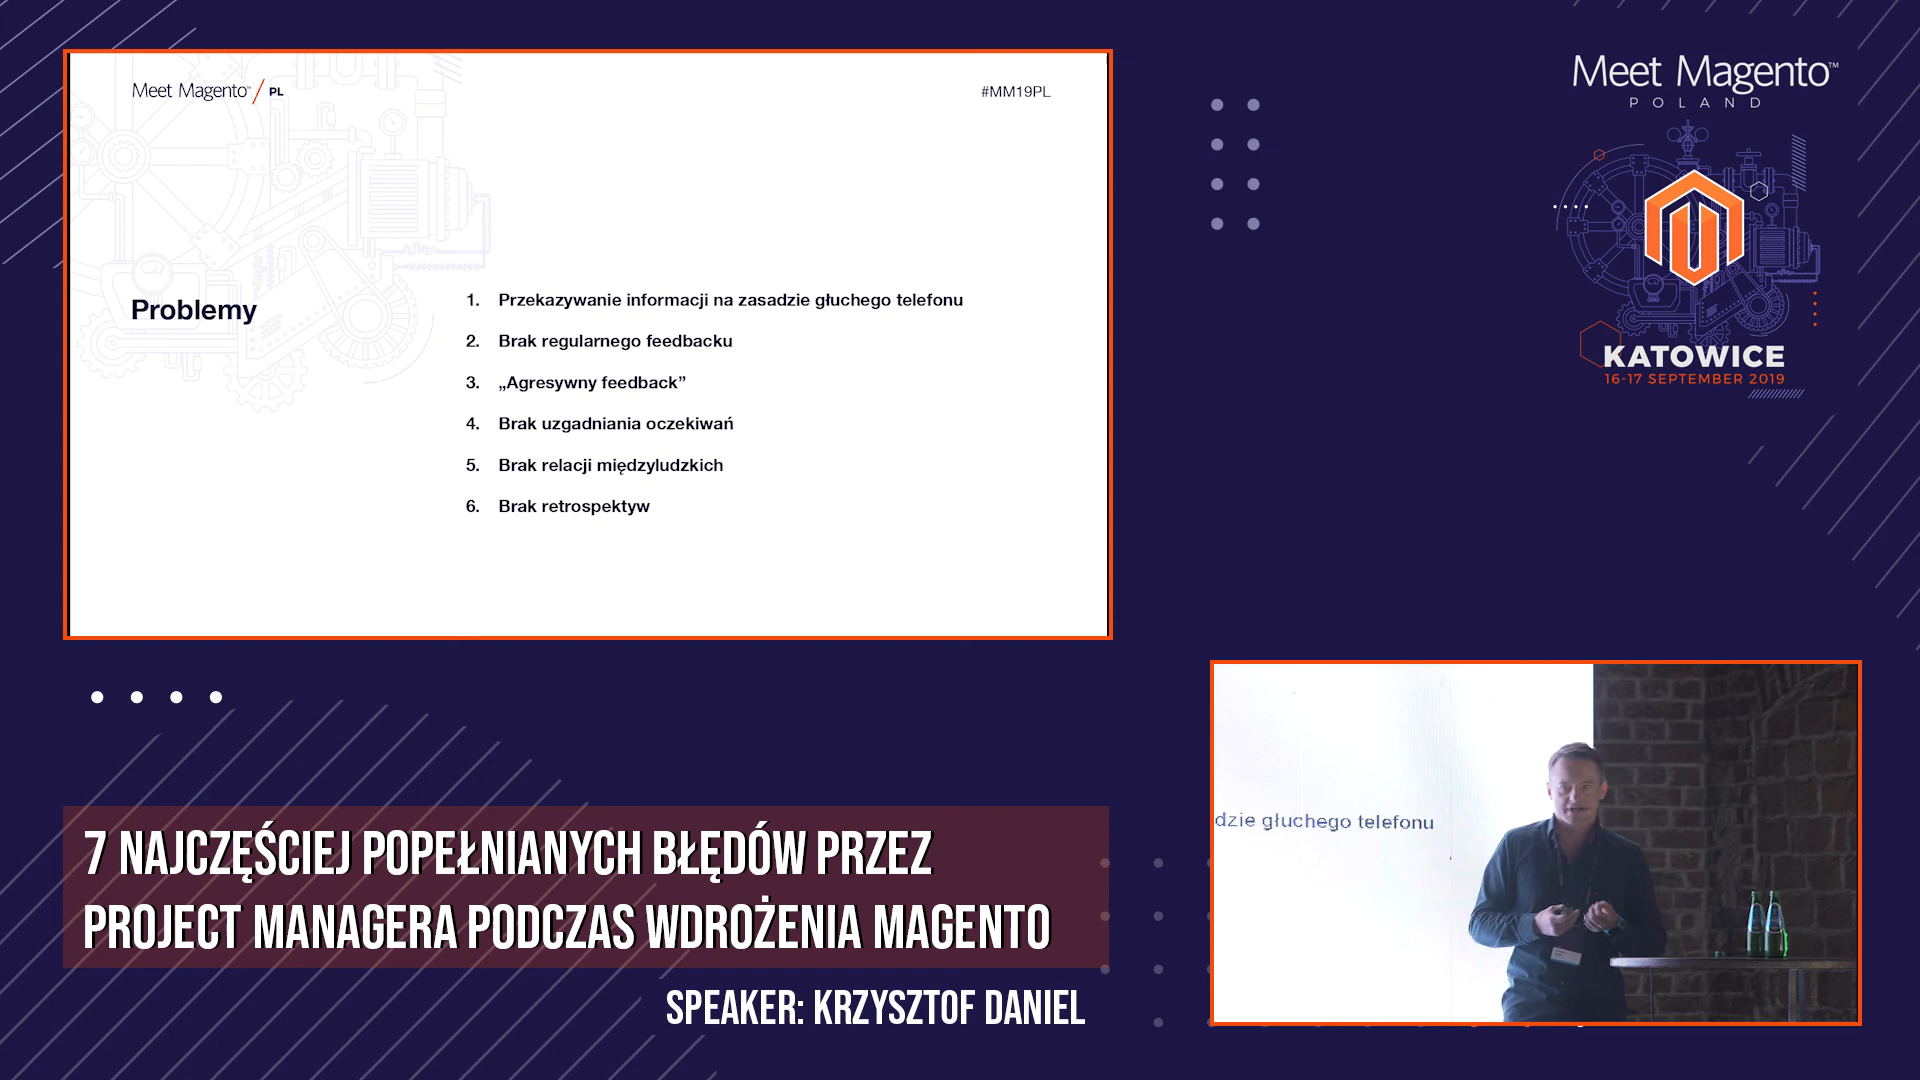 Meet Magento™ / PL
#MM19PL
Problemy
1. Przekazywanie informacji na zasadzie głuchego telefonu
2. Brak regularnego feedbacku
3. „Agresywny feedback”
4. Brak uzgadniania oczekiwań
5. Brak relacji międzyludzkich
6. Brak retrospektyw
Meet Magento™
POLAND
KATOWICE
16-17 SEPTEMBER 2019
dzie głuchego telefonu
7 NAJCZĘŚCIEJ POPEŁNIANYCH BŁĘDÓW PRZEZ
PROJECT MANAGERA PODCZAS WDROŻENIA MAGENTO
SPEAKER: KRZYSZTOF DANIEL